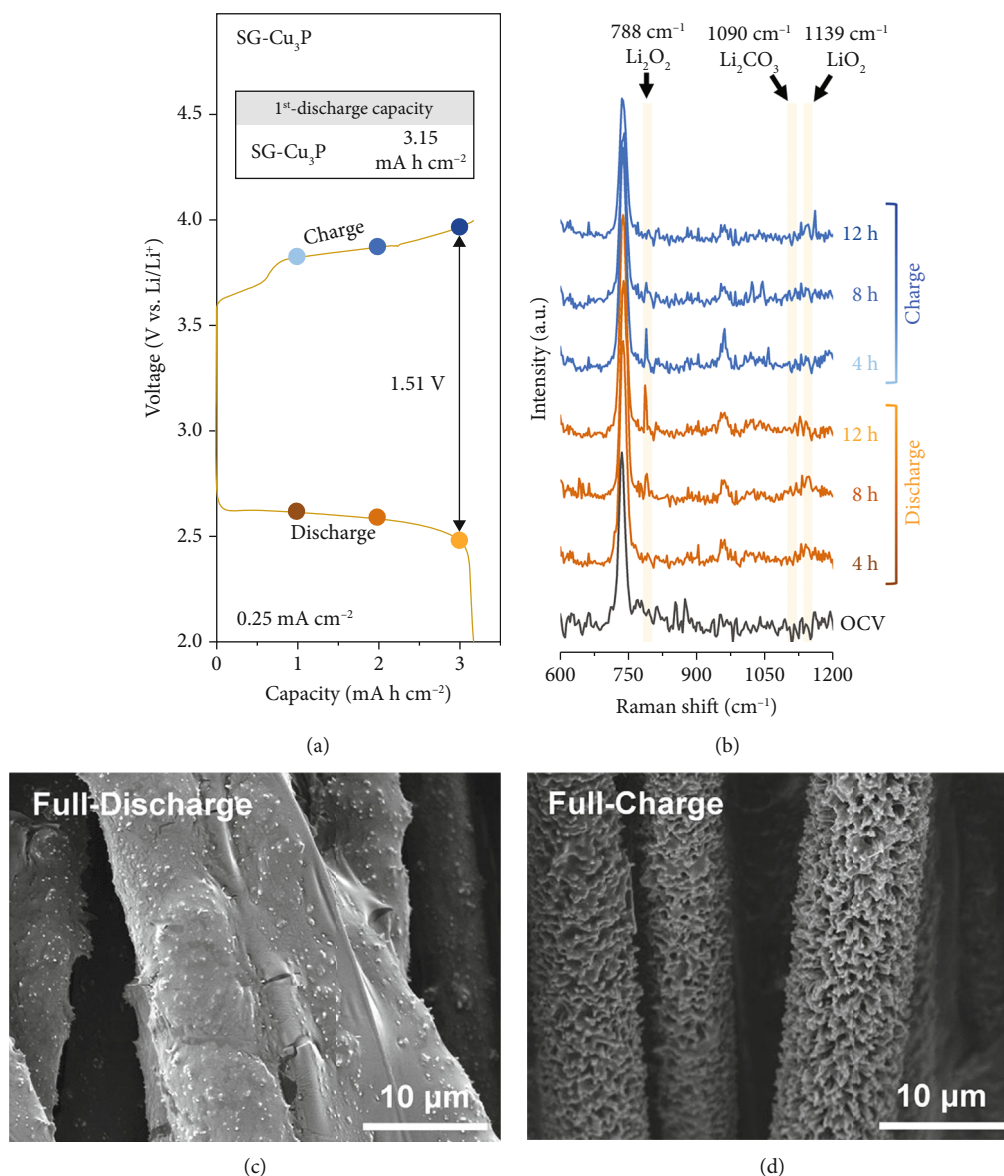 SG-Cu₃P
1ˢᵗ-discharge capacity
SG-Cu₃P
3.15
mA h cm⁻²
Charge
1.51 V
Discharge
0.25 mA cm⁻²
4.5
4.0
3.5
3.0
2.5
2.0
Voltage (V vs. Li/Li⁺)
0
1
2
3
Capacity (mA h cm⁻²)
(a)
788 cm⁻¹
Li₂O₂
1090 cm⁻¹
Li₂CO₃
1139 cm⁻¹
LiO₂
12 h
8 h
4 h
Charge
12 h
8 h
4 h
Discharge
OCV
Intensity (a.u.)
600
750
900
1050
1200
Raman shift (cm⁻¹)
(b)
Full-Discharge
10 µm
(c)
Full-Charge
10 µm
(d)